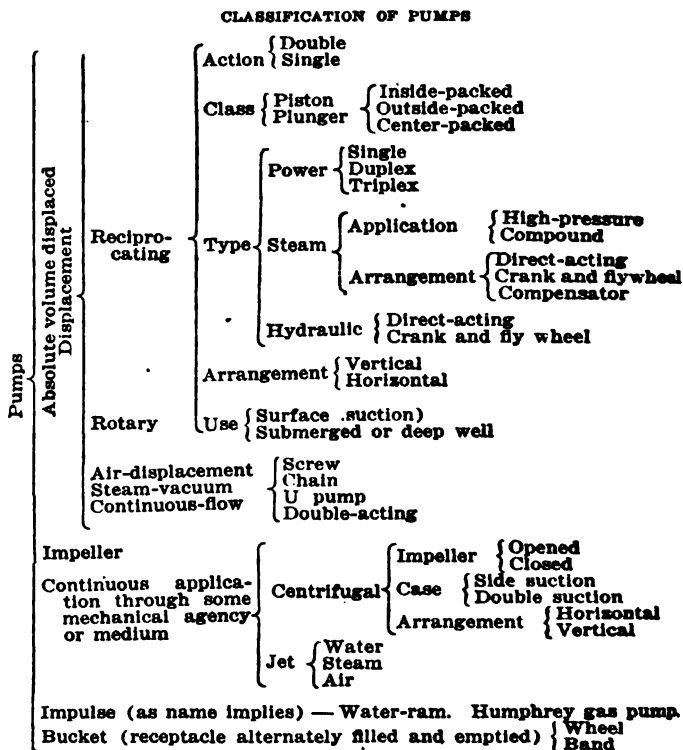 CLASSIFICATION OF PUMPS
Pumps
Absolute volume displaced
Displacement
Recipro-
cating
Action
Double
Single
Class
Piston
Plunger
Inside-packed
Outside-packed
Center-packed
Type
Power
Single
Duplex
Triplex
Steam
Application
High-pressure
Compound
Arrangement
Direct-acting
Crank and flywheel
Compensator
Hydraulic
Direct-acting
Crank and fly wheel
Arrangement
Vertical
Horizontal
Use
Surface .suction)
Submerged or deep well
Rotary
Air-displacement
Steam-vacuum
Continuous-flow
Screw
Chain
U pump
Double-acting
Impeller
Continuous applica-
tion through some
mechanical agency
or medium
Centrifugal
Impeller
Opened
Closed
Case
Side suction
Double suction
Arrangement
Horizontal
Vertical
Jet
Water
Steam
Air
Impulse (as name implies) — Water-ram. Humphrey gas pump.
Bucket (receptacle alternately filled and emptied)
Wheel
Band